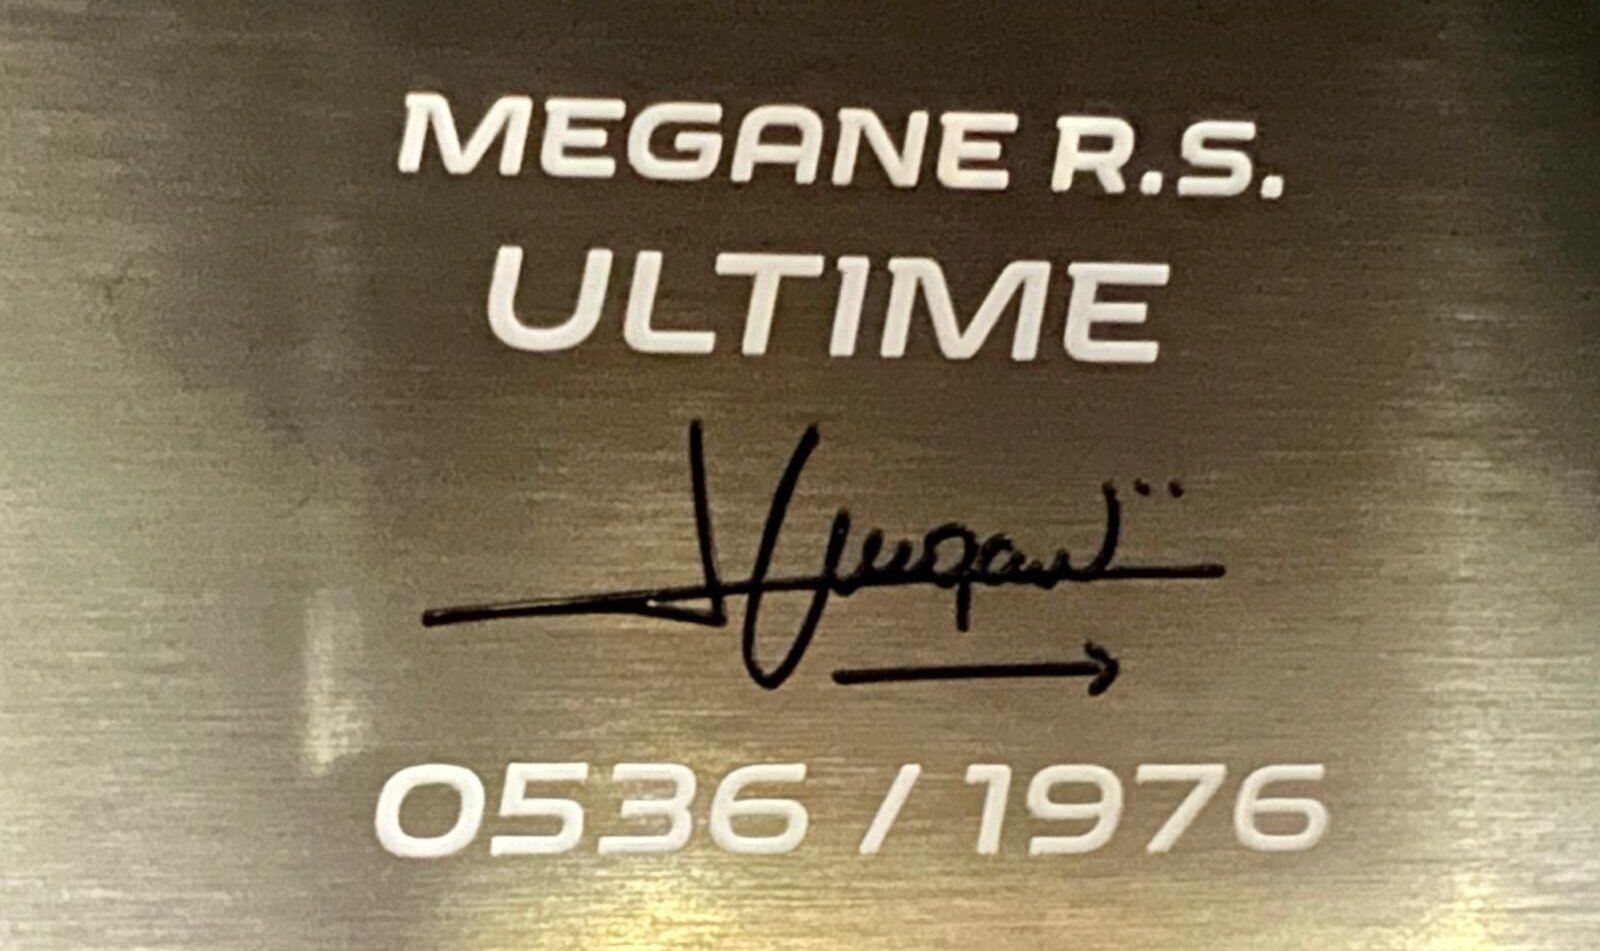 MEGANE R.S.
ULTIME
0536 / 1976